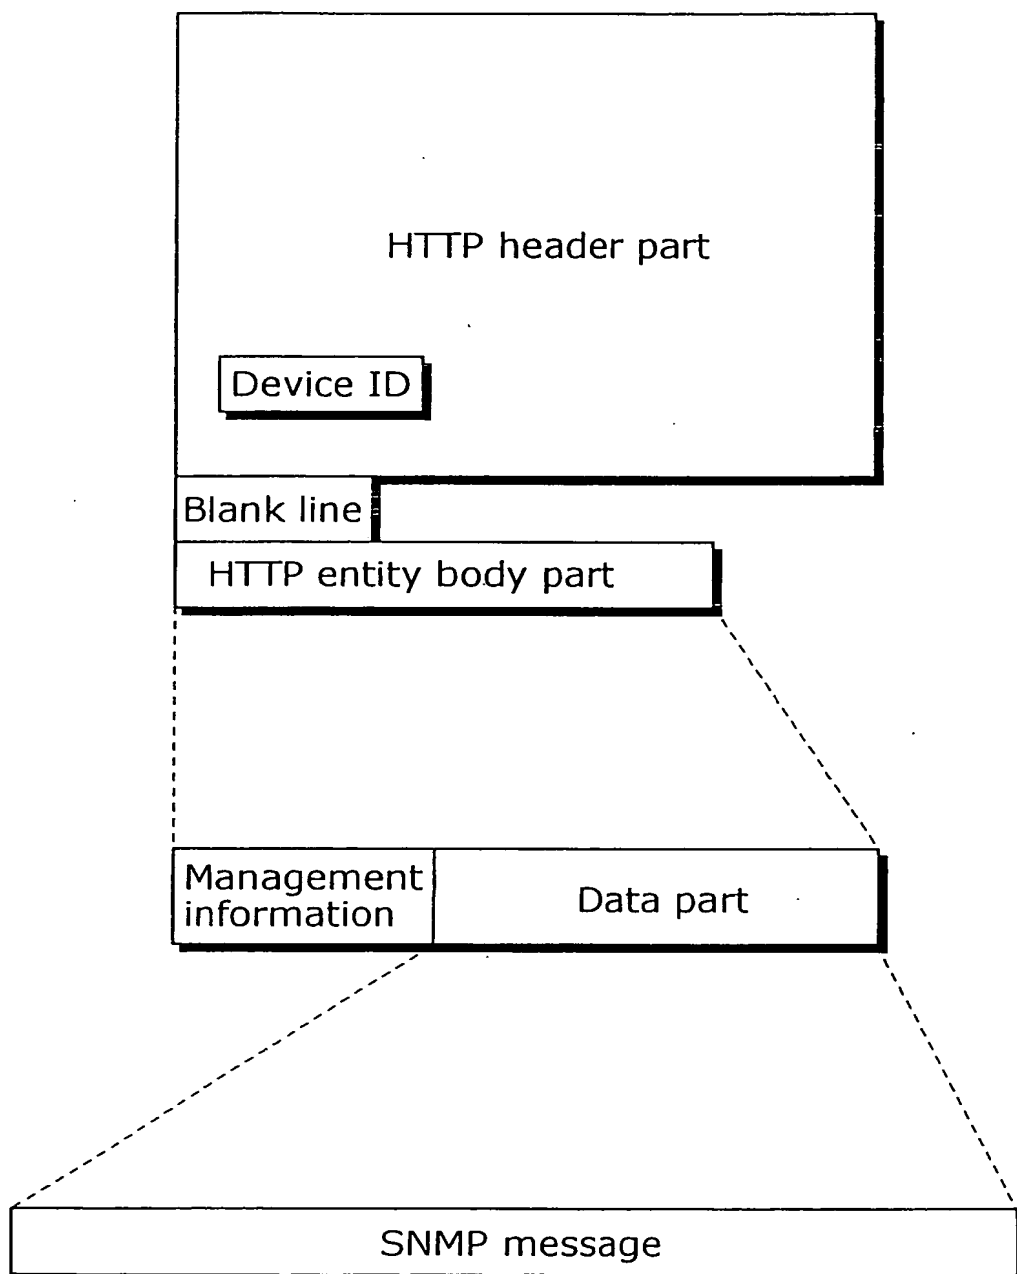 HTTP header part
Device ID
Blank line
HTTP entity body part
Management
information
Data part
SNMP message